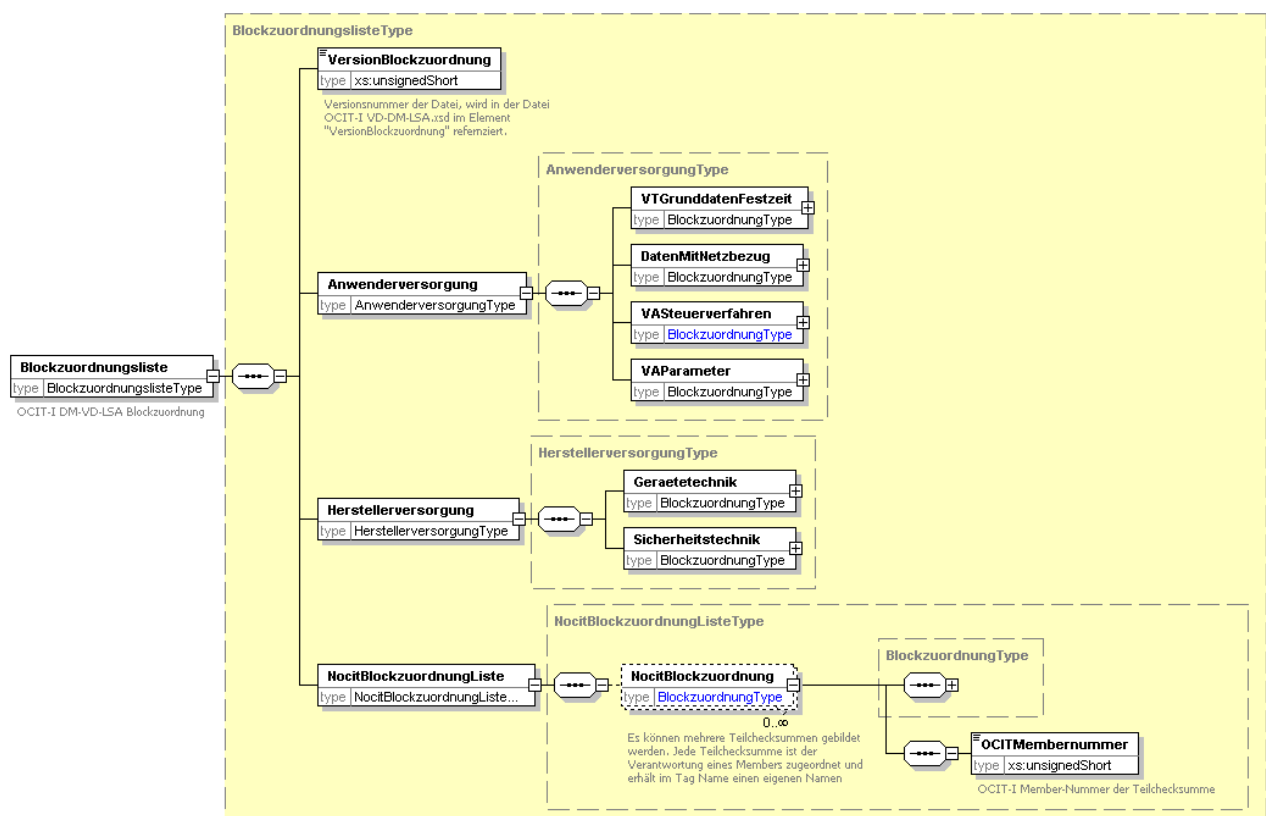 BlockzuordnungslisteType
VersionBlockzuordnung
type xs:unsignedShort
Versionsnummer der Datei, wird in der Datei
OCIT-I VD-DM-LSA.xsd im Element
"VersionBlockzuordnung" refernziert.
AnwenderversorgungType
VTGrunddatenFestzeit
type BlockzuordnungType
DatenMitNetzbezug
type BlockzuordnungType
Anwenderversorgung
type AnwenderversorgungType
VASteuerverfahren
type BlockzuordnungType
VAParameter
type BlockzuordnungType
Blockzuordnungsliste
type BlockzuordnungslisteType
OCIT-I DM-VD-LSA Blockzuordnung
HerstellerversorgungType
Geraetetechnik
type BlockzuordnungType
Herstellerversorgung
type HerstellerversorgungType
Sicherheitstechnik
type BlockzuordnungType
NocitBlockzuordnungListeType
BlockzuordnungType
NocitBlockzuordnungListe
type NocitBlockzuordnungListe...
NocitBlockzuordnung
type BlockzuordnungType
0..∞
Es können mehrere Teilchecksummen gebildet
werden. Jede Teilchecksumme ist der
Verantwortung eines Members zugeordnet und
erhält im Tag Name einen eigenen Namen
OCITMembernummer
type xs:unsignedShort
OCIT-I Member-Nummer der Teilchecksumme